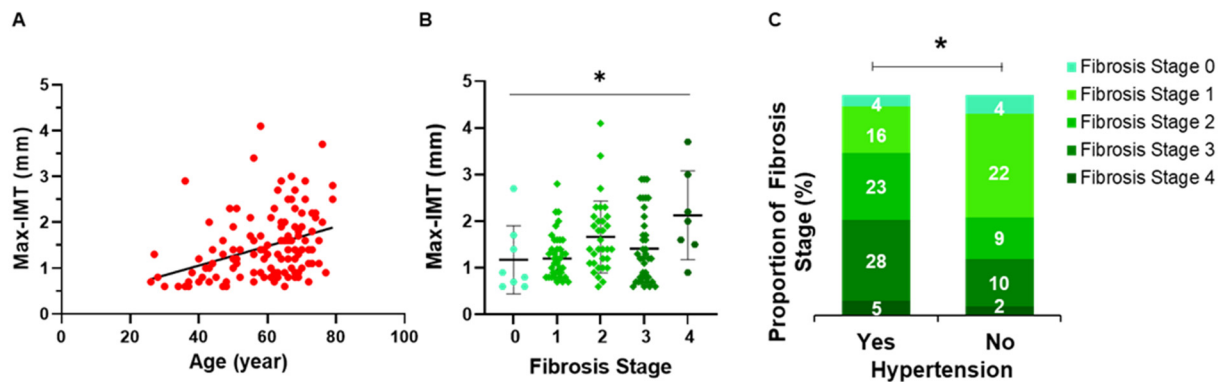 A
Max-IMT (mm)
5
4
3
2
1
0
0 20 40 60 80 100
Age (year)
B
*
Max-IMT (mm)
5
4
3
2
1
0
0 1 2 3 4
Fibrosis Stage
C
*
Proportion of Fibrosis
Stage (%)
4
16
23
28
5
4
22
9
10
2
Yes No
Hypertension
Fibrosis Stage 0
Fibrosis Stage 1
Fibrosis Stage 2
Fibrosis Stage 3
Fibrosis Stage 4